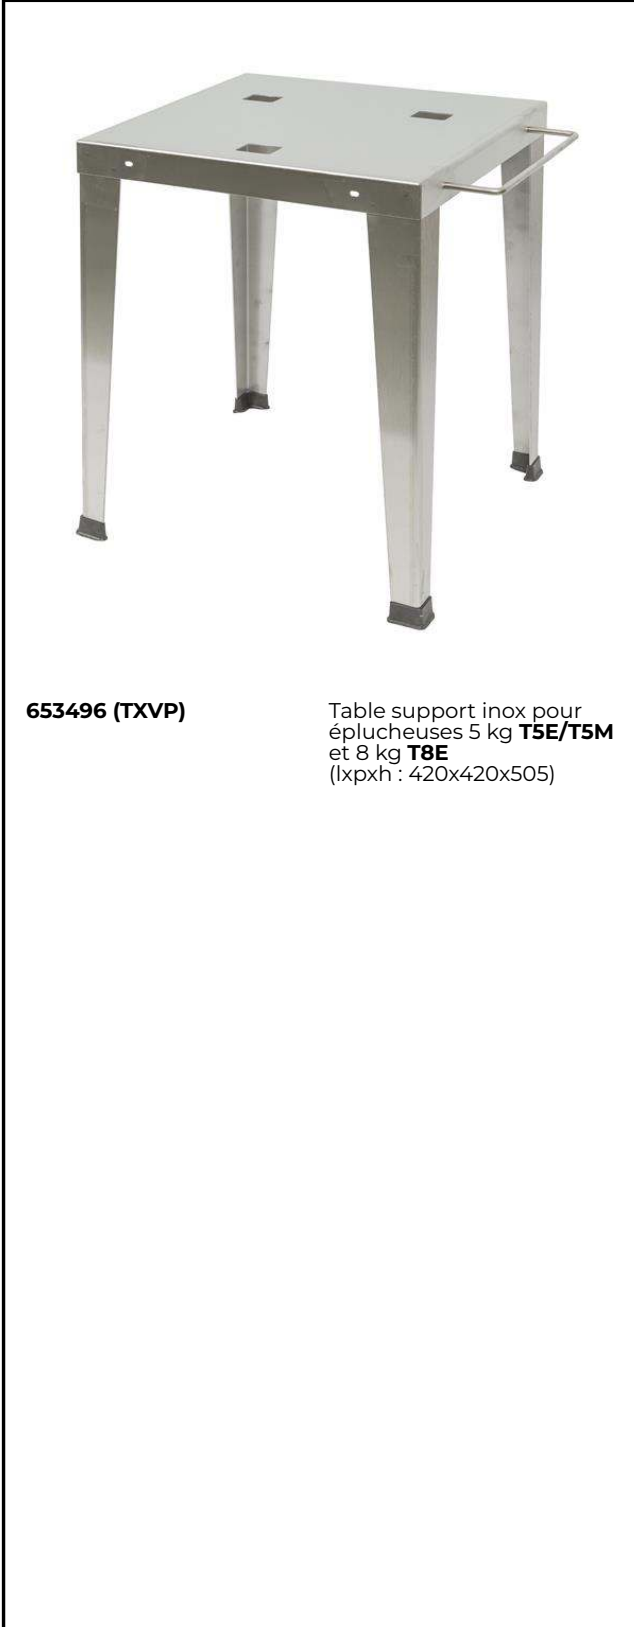 653496 (TXVP)
Table support inox pour
éplucheuses 5 kg T5E/T5M
et 8 kg T8E
(lxpxh : 420x420x505)